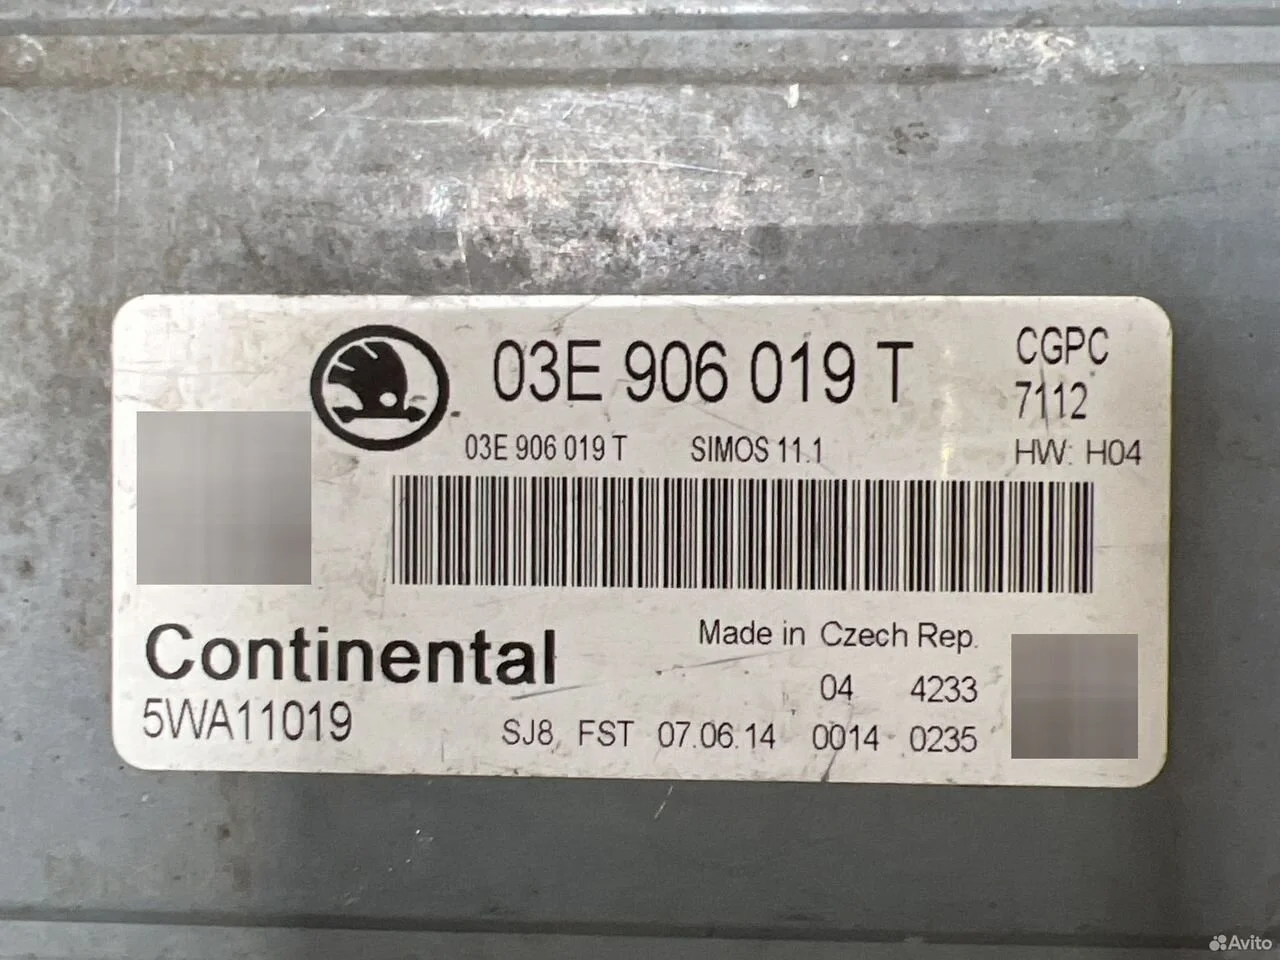 03E 906 019 T
CGPC
7112
03E 906 019 T SIMOS 11.1 HW: H04
Continental
Made in Czech Rep.
5WA11019
04 4233
SJ8, FST 07.06.14 0014 0235
Avito